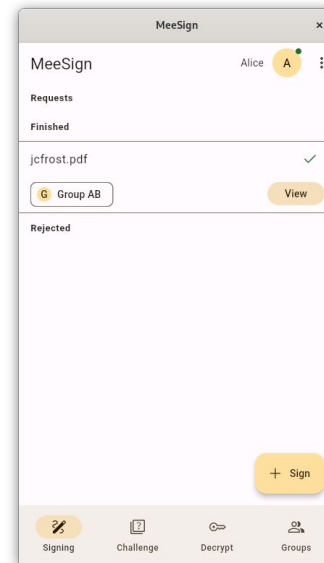 MeeSign ×
MeeSign Alice A
Requests
Finished
jcfrost.pdf
G Group AB View
Rejected
+ Sign
?
Signing Challenge Decrypt Groups